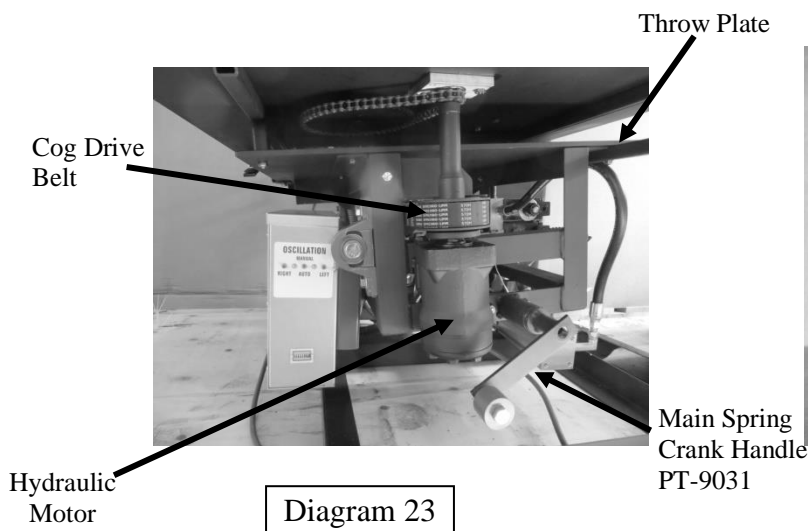 Throw Plate
Cog Drive
Belt
OSCILLATION
MANUAL
RIGHT AUTO LEFT
Main Spring
Crank Handle
PT-9031
Hydraulic
Motor
Diagram 23